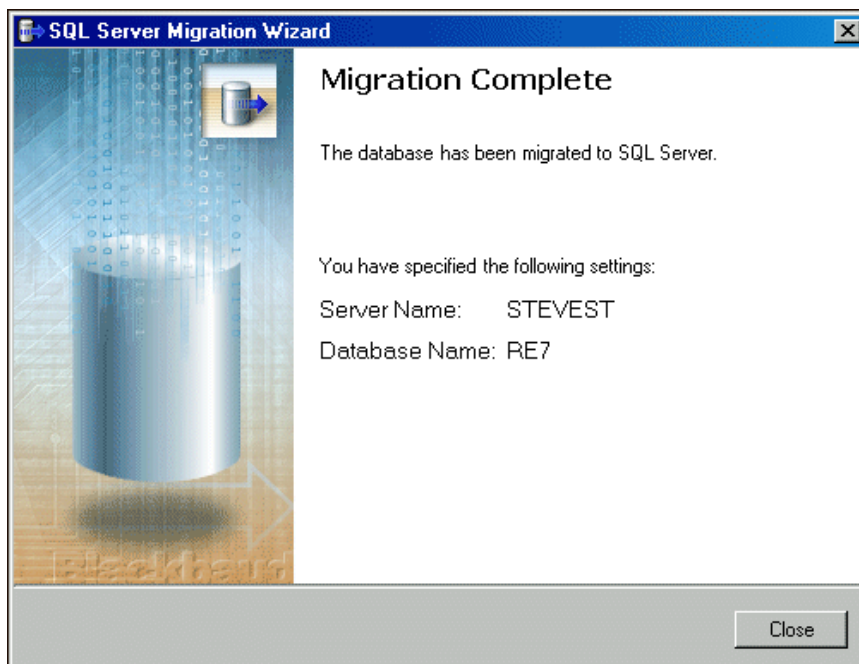 SQL Server Migration Wizard
Migration Complete
The database has been migrated to SQL Server.
You have specified the following settings:
Server Name: STEVEST
Database Name: RE7
Blackbaud
Close